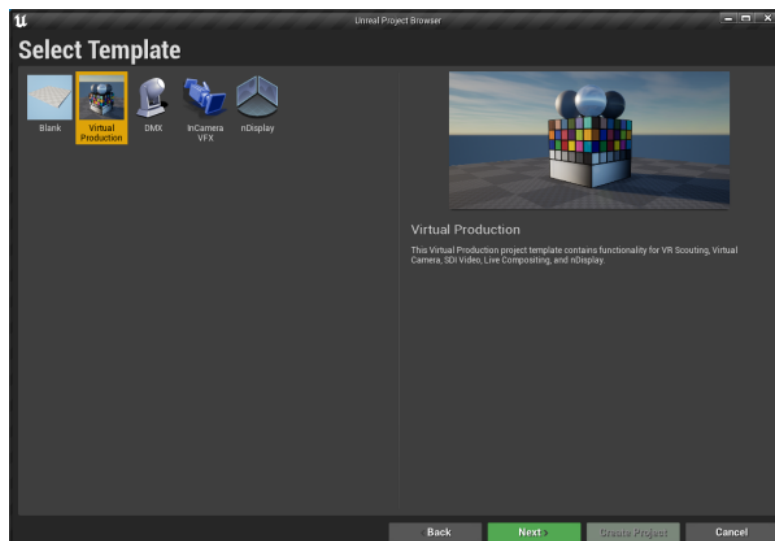 Unreal Project Browser
Select Template
Blank
Virtual
Production
DMX
InCamera
VFX
nDisplay
Virtual Production
This Virtual Production project template contains functionality for VR Scouting, Virtual
Camera, SDI Video, Live Compositing, and nDisplay.
Back
Next
Create Project
Cancel